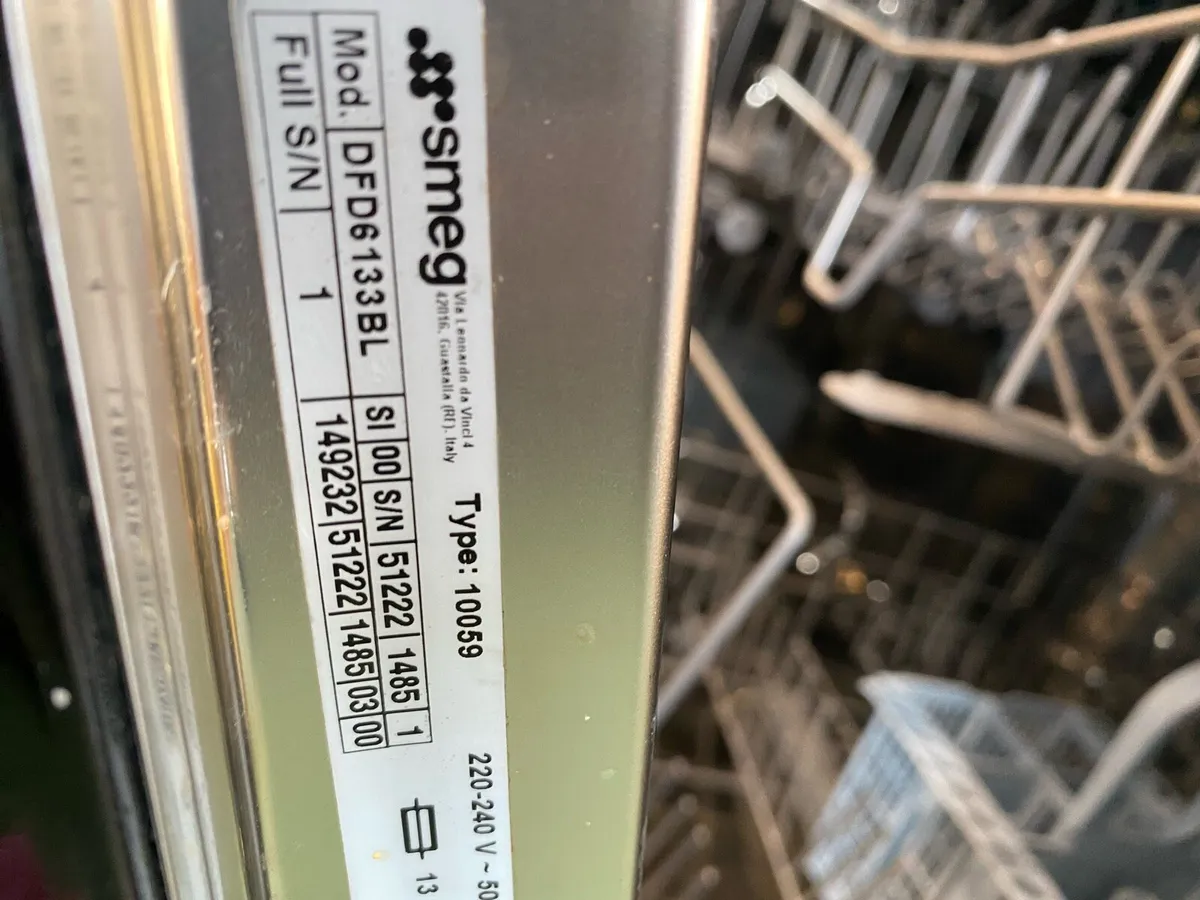 smeg
Via Leonardo da Vinci 4
42016, Guastalla (RE)- Italy
Type: 10059
220-240 V ~ 50
13
Mod. DFD6133BL SI 00 S/N 51222 1485 1
Full S/N 1 149232 51222 1485 03 00